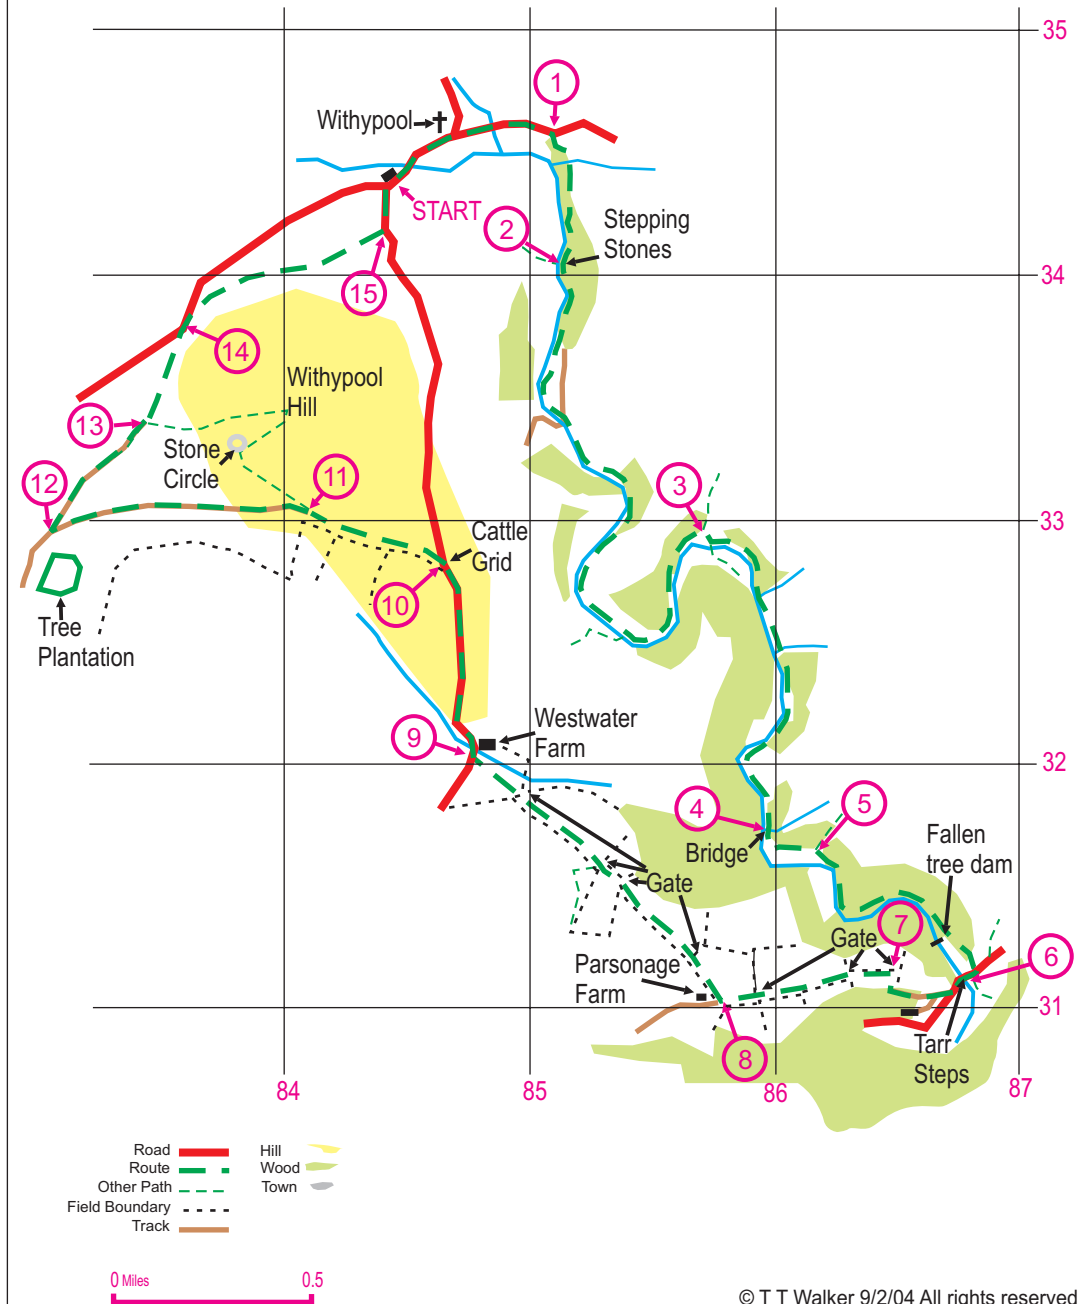 35
1
Withypool
START
2
Stepping
Stones
34
15
14
Withypool
Hill
13
Stone
Circle
12
11
3
33
Cattle
Grid
10
Tree
Plantation
Westwater
Farm
9
32
4
5
Bridge
Fallen
tree dam
Gate
7
Gate
6
Parsonage
Farm
31
8
Tarr
Steps
84
85
86
87
Road
Hill
Route
Wood
Other Path
Town
Field Boundary
Track
0 Miles
0.5
© T T Walker 9/2/04 All rights reserved